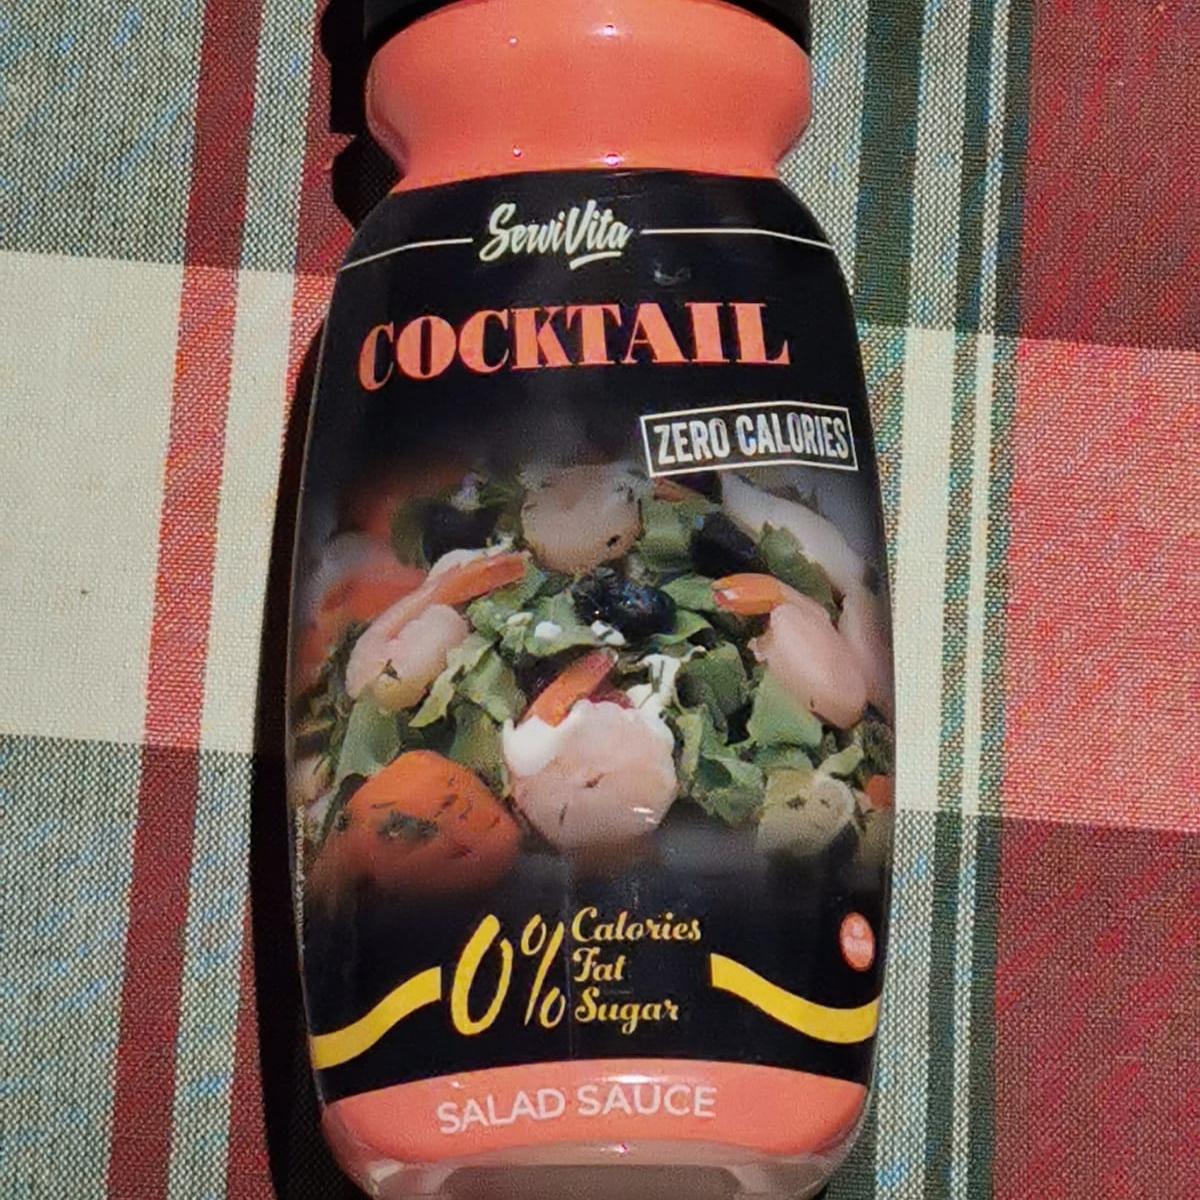 ServiVita
COCKTAIL
ZERO CALORIES
0% Calories
Fat
Sugar
SALAD SAUCE